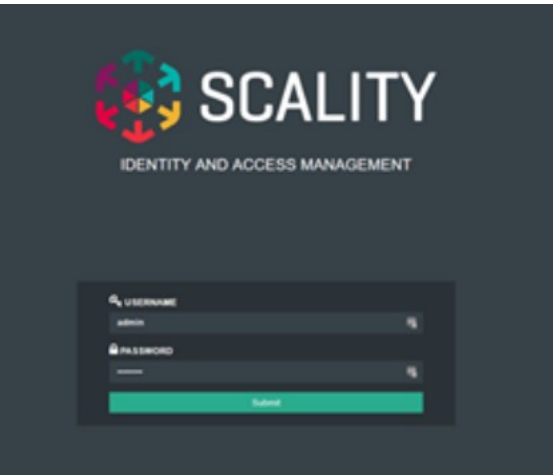 SCALITY
IDENTITY AND ACCESS MANAGEMENT
USERNAME
admin
PASSWORD
Submit